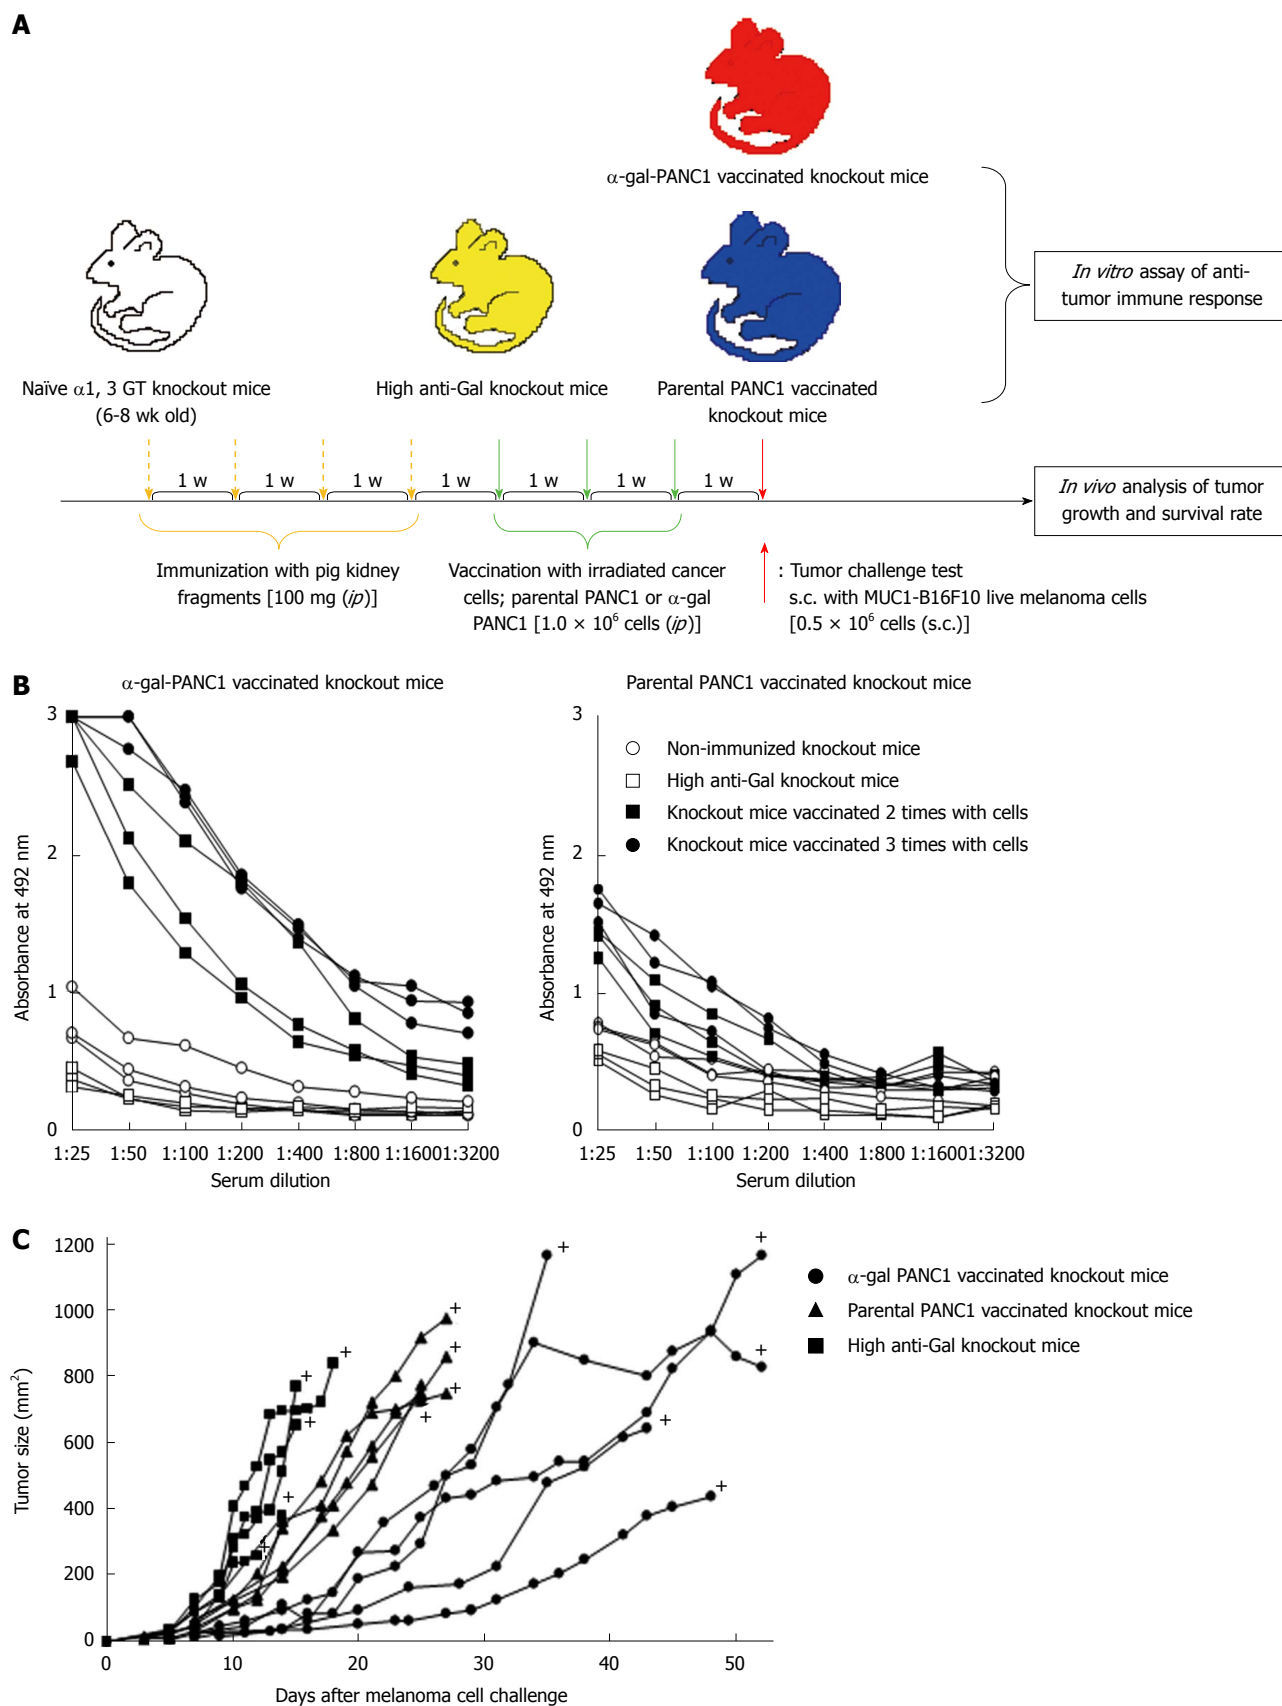 A
α-gal-PANC1 vaccinated knockout mice
In vitro assay of anti-
tumor immune response
Naïve α1, 3 GT knockout mice
(6-8 wk old)
High anti-Gal knockout mice
Parental PANC1 vaccinated
knockout mice
1 w 1 w 1 w 1 w 1 w 1 w 1 w
In vivo analysis of tumor
growth and survival rate
Immunization with pig kidney
fragments [100 mg (ip)]
Vaccination with irradiated cancer
cells; parental PANC1 or α-gal
PANC1 [1.0 × 10⁶ cells (ip)]
: Tumor challenge test
s.c. with MUC1-B16F10 live melanoma cells
[0.5 × 10⁶ cells (s.c.)]
B
α-gal-PANC1 vaccinated knockout mice
3
2
1
0
Absorbance at 492 nm
1:25 1:50 1:100 1:200 1:400 1:800 1:1600 1:3200
Serum dilution
Parental PANC1 vaccinated knockout mice
3
2
1
0
Absorbance at 492 nm
Non-immunized knockout mice
High anti-Gal knockout mice
Knockout mice vaccinated 2 times with cells
Knockout mice vaccinated 3 times with cells
1:25 1:50 1:100 1:200 1:400 1:800 1:1600 1:3200
Serum dilution
C
1200
1000
800
600
400
200
0
Tumor size (mm²)
+ + + + + + + + + + + + + + +
α-gal PANC1 vaccinated knockout mice
Parental PANC1 vaccinated knockout mice
High anti-Gal knockout mice
0 10 20 30 40 50
Days after melanoma cell challenge